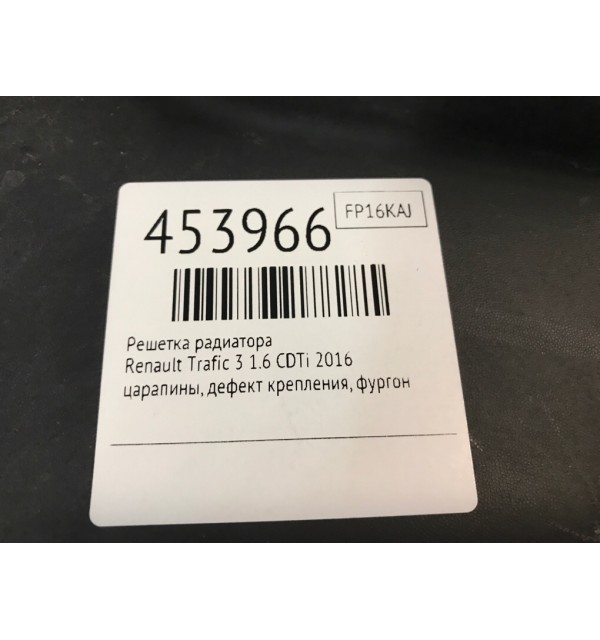 453966
FP16KAJ
Решетка радиатора
Renault Trafic 3 1.6 CDTi 2016
царапины, дефект крепления, фургон